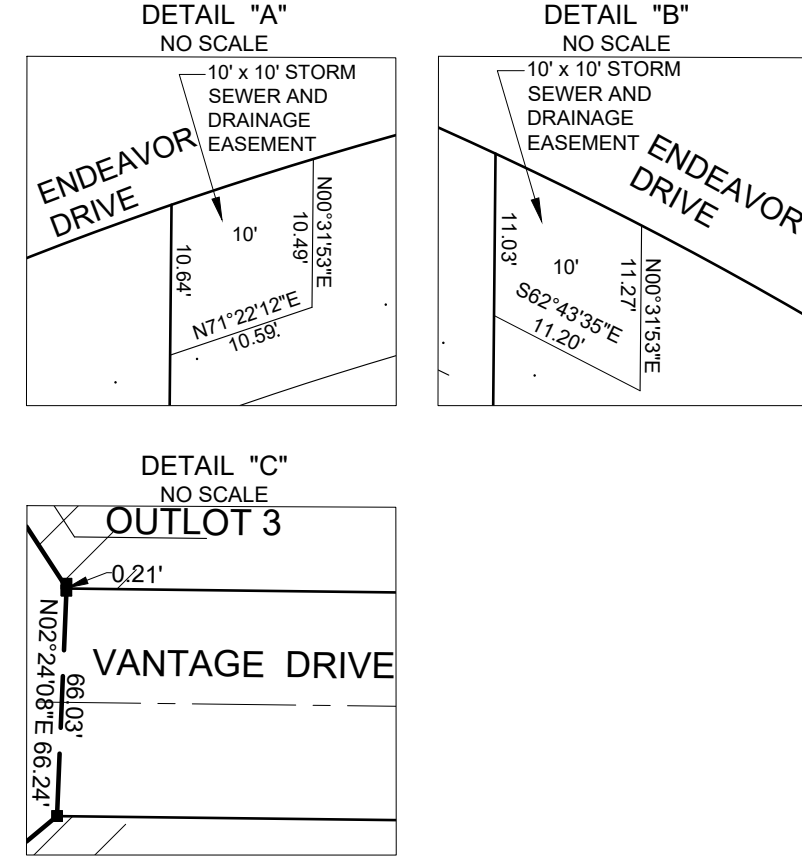 DETAIL "A"
NO SCALE
10' x 10' STORM
SEWER AND
DRAINAGE
EASEMENT
ENDEAVOR
DRIVE
10'
10.64'
N00°31'53"E
10.49'
N71°22'12"E
10.59'
DETAIL "B"
NO SCALE
10' x 10' STORM
SEWER AND
DRAINAGE
EASEMENT
ENDEAVOR
DRIVE
11.03'
10'
N00°31'53"E
11.27'
S62°43'35"E
11.20'
DETAIL "C"
NO SCALE
OUTLOT 3
0.21'
VANTAGE DRIVE
66.03'
N02°24'08"E 66.24'